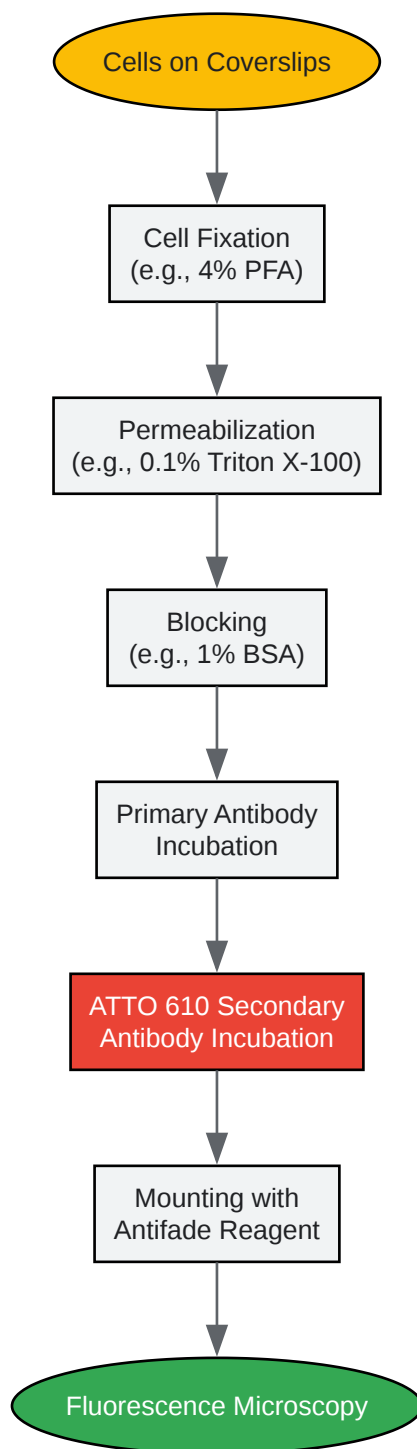 Cells on Coverslips
Cell Fixation
(e.g., 4% PFA)
Permeabilization
(e.g., 0.1% Triton X-100)
Blocking
(e.g., 1% BSA)
Primary Antibody
Incubation
ATTO 610 Secondary
Antibody Incubation
Mounting with
Antifade Reagent
Fluorescence Microscopy